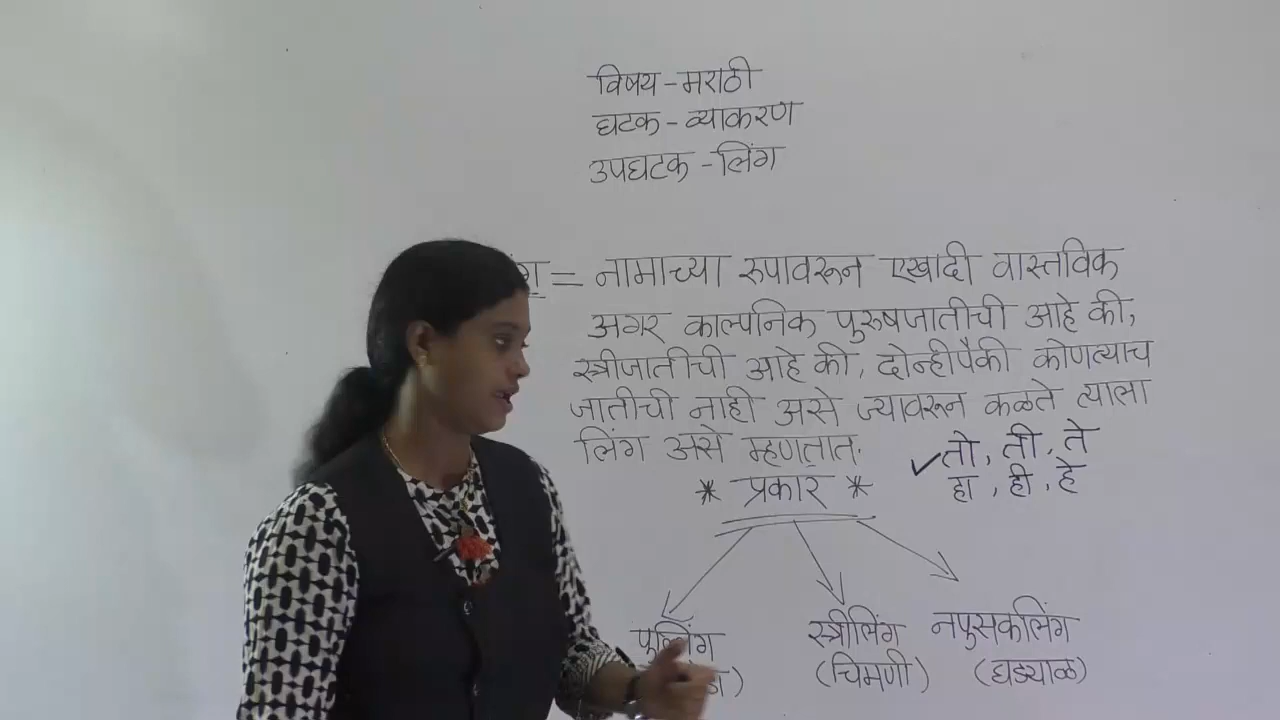 विषय - मराठी
घटक - व्याकरण
उपघटक - लिंग
= नामाच्या रुपावरून एखादी वास्तविक
अगर काल्पनिक पुरुषजातीची आहे की,
स्त्रीजातीची आहे की, दोन्हीपैकी कोणत्याच
जातीची नाही असे ज्यावरून कळते त्याला
लिंग असे म्हणतात.
✓ तो, ती, ते
हा, ही, हे
* प्रकार *
पुल्लिंग स्त्रीलिंग नपुसकलिंग
(चिमणी) (घड्याळ)